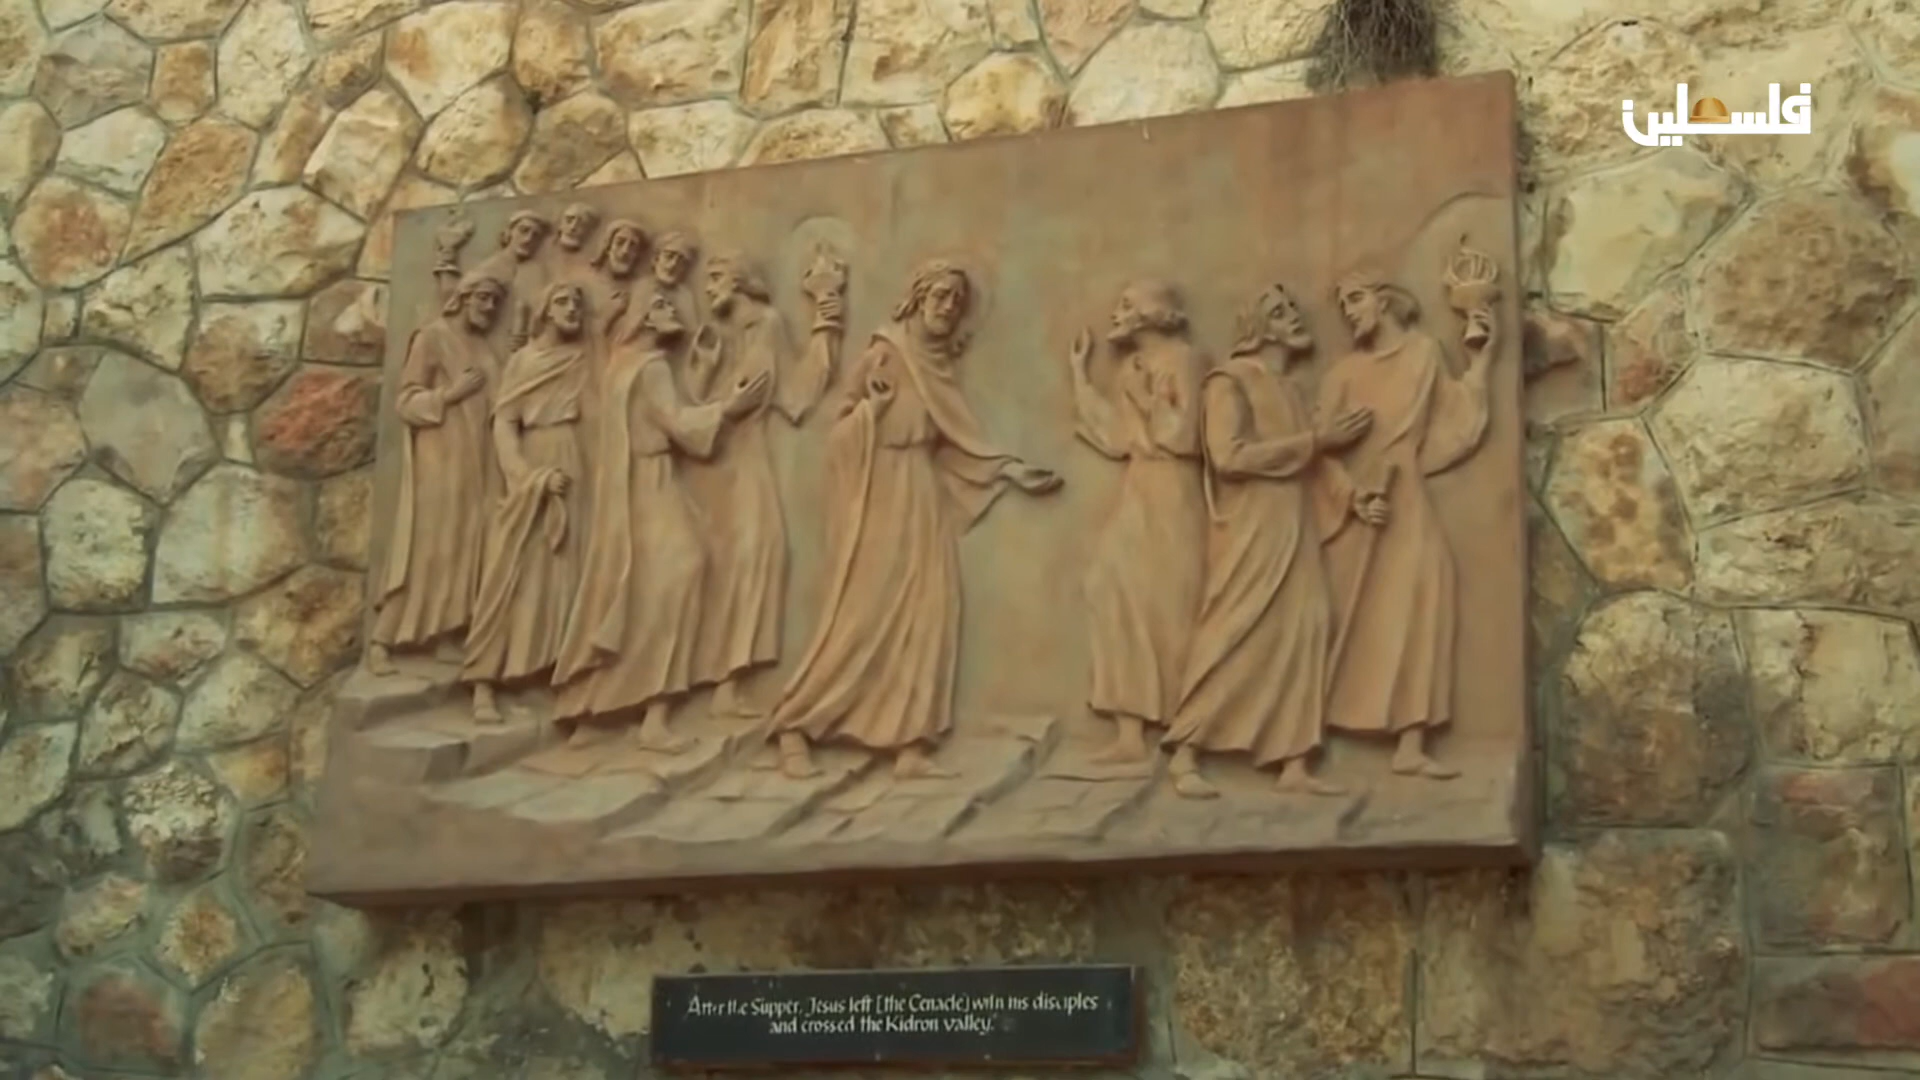 فلسطين
"After the Supper, Jesus left [the Cenacle] with his disciples
and crossed the Kidron valley."